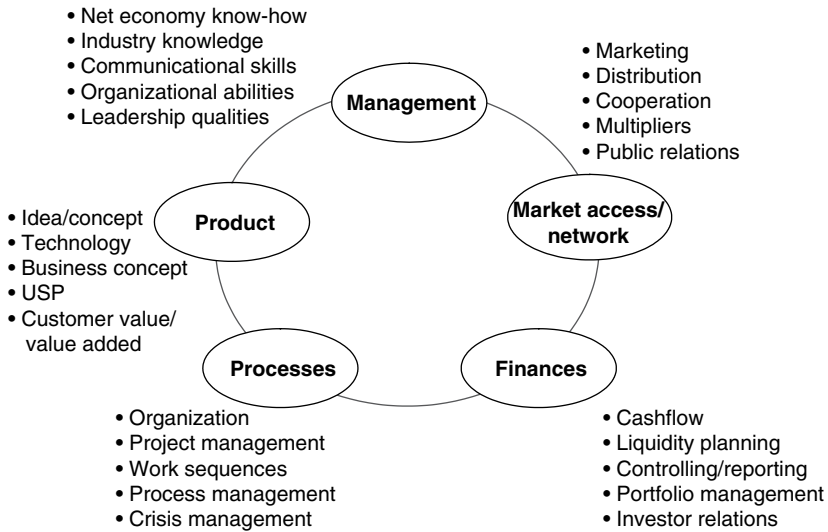 • Net economy know-how
• Industry knowledge
• Communicational skills
• Organizational abilities
• Leadership qualities
Management
• Marketing
• Distribution
• Cooperation
• Multipliers
• Public relations
Product
• Idea/concept
• Technology
• Business concept
• USP
• Customer value/
value added
Market access/
network
Processes
• Organization
• Project management
• Work sequences
• Process management
• Crisis management
Finances
• Cashflow
• Liquidity planning
• Controlling/reporting
• Portfolio management
• Investor relations